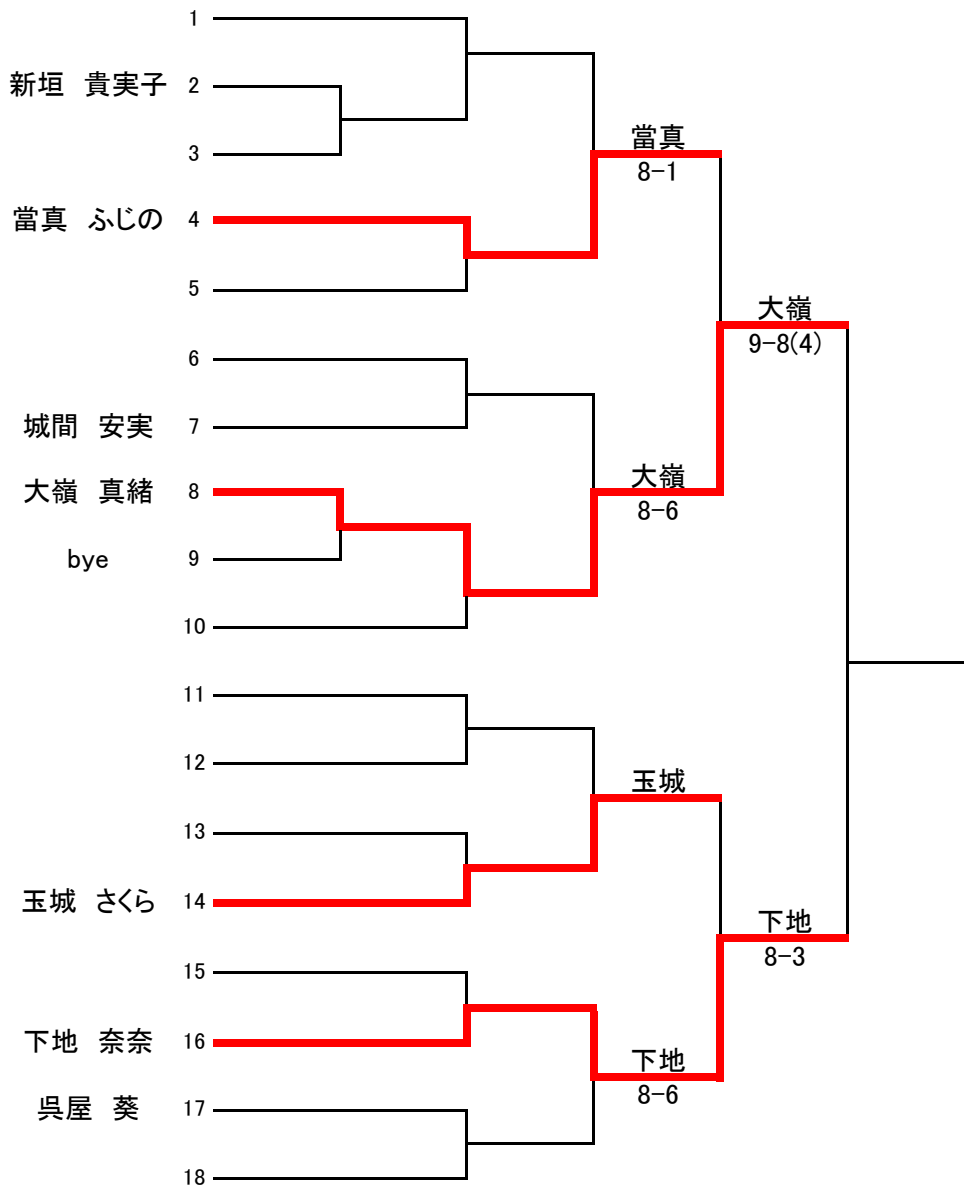 1
新垣 貴実子 2
3
當真
8-1
當真 ふじの 4
5
大嶺
9-8(4)
6
城間 安実 7
大嶺 真緒 8
大嶺
8-6
bye 9
10
11
12
玉城
13
玉城 さくら 14
下地
8-3
15
下地 奈奈 16
下地
8-6
呉屋 葵 17
18